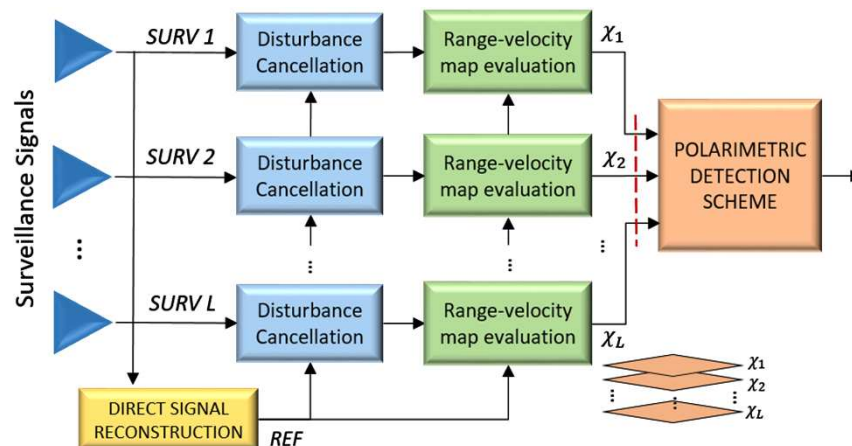 Surveillance Signals
SURV 1
Disturbance
Cancellation
Range-velocity
map evaluation
χ1
SURV 2
Disturbance
Cancellation
Range-velocity
map evaluation
χ2
POLARIMETRIC
DETECTION
SCHEME
...
...
...
...
SURV L
Disturbance
Cancellation
Range-velocity
map evaluation
χL
DIRECT SIGNAL
RECONSTRUCTION
REF
χ1
χ2
... ... ...
χL